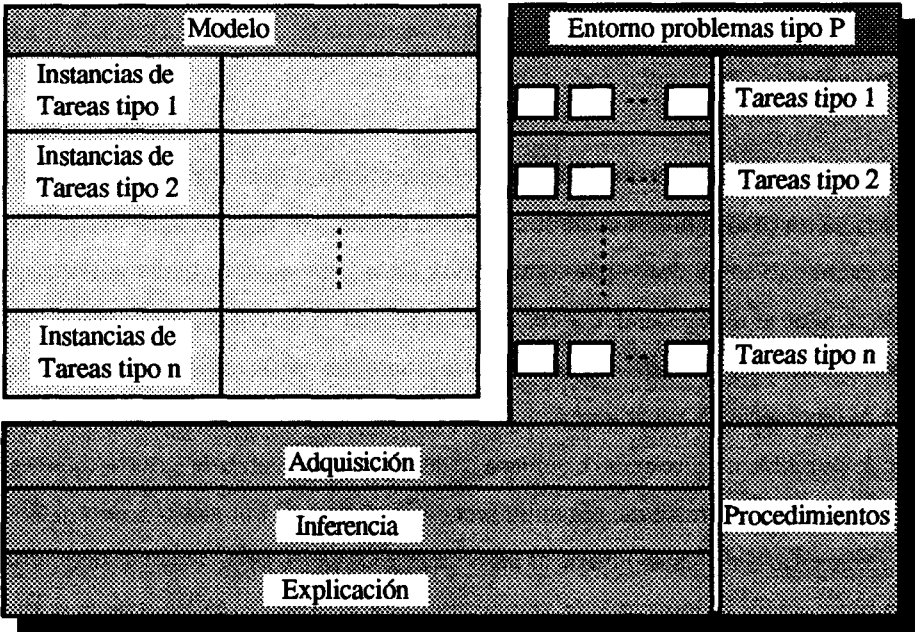 Modelo
Instancias de
Tareas tipo 1
Instancias de
Tareas tipo 2
Instancias de
Tareas tipo n
Entorno problemas tipo P
Tareas tipo 1
Tareas tipo 2
Tareas tipo n
Adquisición
Inferencia
Explicación
Procedimientos